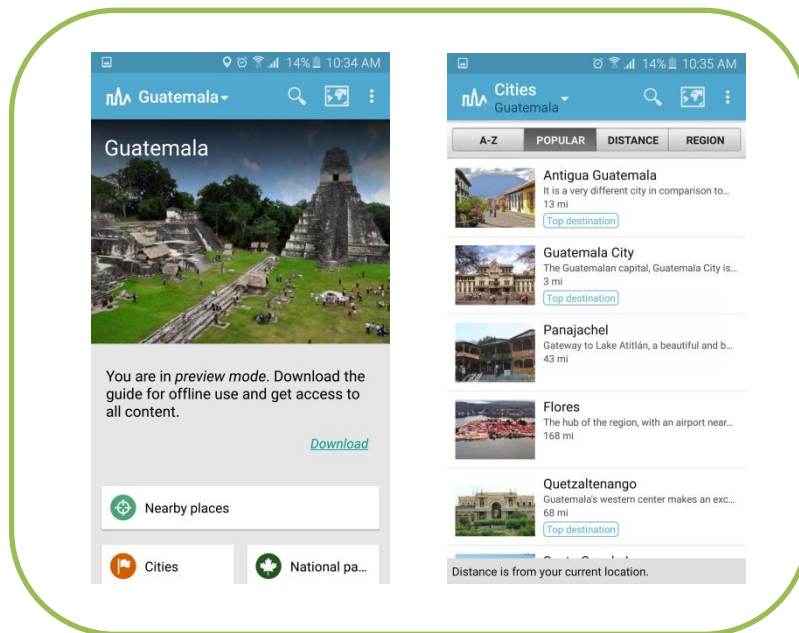 14% 10:34 AM
Guatemala
Guatemala
You are in preview mode. Download the
guide for offline use and get access to
all content.
Download
Nearby places
Cities
National pa...
14% 10:35 AM
Cities
Guatemala
A-Z POPULAR DISTANCE REGION
Antigua Guatemala
It is a very different city in comparison to...
13 mi
Top destination
Guatemala City
The Guatemalan capital, Guatemala City is...
3 mi
Top destination
Panajachel
Gateway to Lake Atitlán, a beautiful and b...
43 mi
Flores
The hub of the region, with an airport near...
168 mi
Quetzaltenango
Guatemala's western center makes an exc...
68 mi
Top destination
Distance is from your current location.